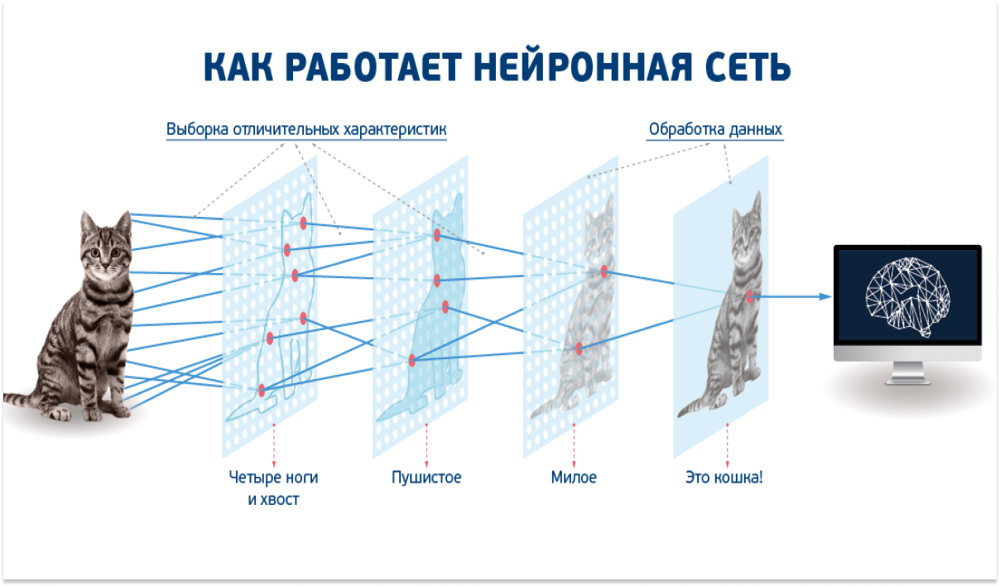 КАК РАБОТАЕТ НЕЙРОННАЯ СЕТЬ
Выборка отличительных характеристик
Обработка данных
Четыре ноги
и хвост
Пушистое
Милое
Это кошка!